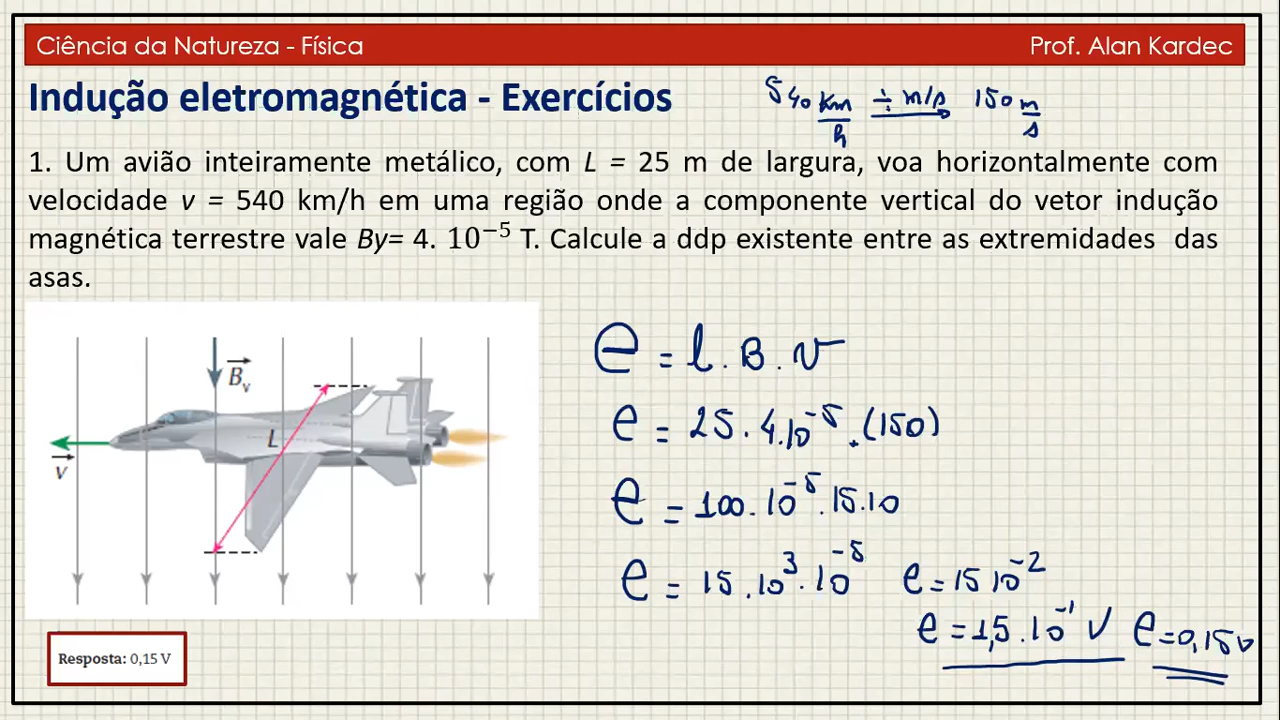 Ciência da Natureza - Física
Prof. Alan Kardec
Indução eletromagnética - Exercícios
540 km/h ÷ m/s 150 m/s
1. Um avião inteiramente metálico, com L = 25 m de largura, voa horizontalmente com
velocidade v = 540 km/h em uma região onde a componente vertical do vetor indução
magnética terrestre vale By= 4. 10⁻⁵ T. Calcule a ddp existente entre as extremidades das
asas.
Bᵥ
L
v
e = l . B . v
e = 25 . 4.10⁻⁵ . (150)
e = 100 . 10⁻⁵ . 15.10
e = 15 . 10³ . 10⁻⁵ e = 15 10⁻²
e = 1,5 . 10⁻¹ V e = 0,15 V
Resposta: 0,15 V